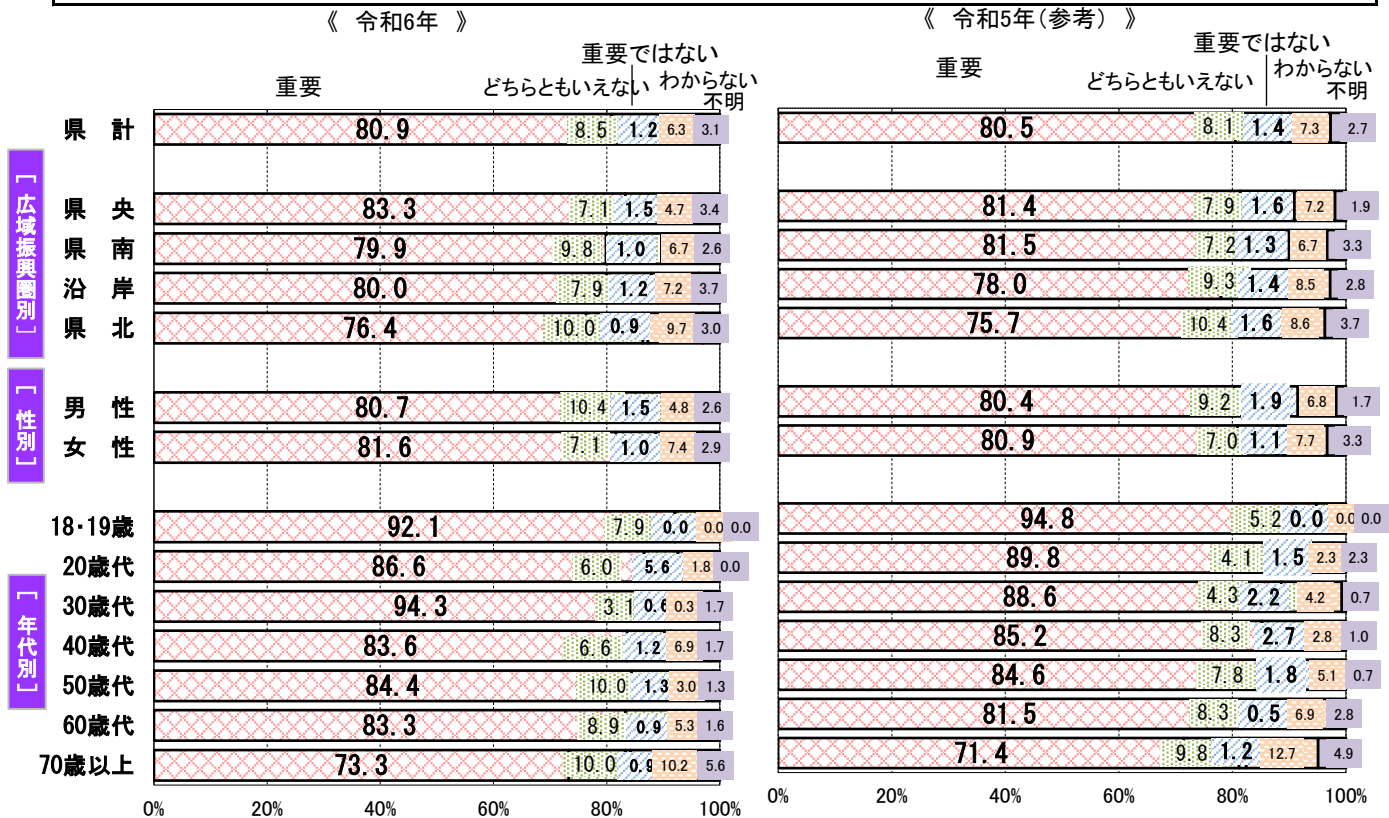 《 令和6年 》
《 令和5年(参考) 》
重要
どちらともいえない
重要ではない
わからない
不明
重要
どちらともいえない
重要ではない
わからない
不明
県 計 80.9 8.5 1.2 6.3 3.1 80.5 8.1 1.4 7.3 2.7
[広域振興圏別]
県 央 83.3 7.1 1.5 4.7 3.4 81.4 7.9 1.6 7.2 1.9
県 南 79.9 9.8 1.0 6.7 2.6 81.5 7.2 1.3 6.7 3.3
沿 岸 80.0 7.9 1.2 7.2 3.7 78.0 9.3 1.4 8.5 2.8
県 北 76.4 10.0 0.9 9.7 3.0 75.7 10.4 1.6 8.6 3.7
[性別]
男 性 80.7 10.4 1.5 4.8 2.6 80.4 9.2 1.9 6.8 1.7
女 性 81.6 7.1 1.0 7.4 2.9 80.9 7.0 1.1 7.7 3.3
[年代別]
18・19歳 92.1 7.9 0.0 0.0 0.0 94.8 5.2 0.0 0.0 0.0
20歳代 86.6 6.0 5.6 1.8 0.0 89.8 4.1 1.5 2.3 2.3
30歳代 94.3 3.1 0.6 0.3 1.7 88.6 4.3 2.2 4.2 0.7
40歳代 83.6 6.6 1.2 6.9 1.7 85.2 8.3 2.7 2.8 1.0
50歳代 84.4 10.0 1.3 3.0 1.3 84.6 7.8 1.8 5.1 0.7
60歳代 83.3 8.9 0.9 5.3 1.6 81.5 8.3 0.5 6.9 2.8
70歳以上 73.3 10.0 0.9 10.2 5.6 71.4 9.8 1.2 12.7 4.9
0% 20% 40% 60% 80% 100% 0% 20% 40% 60% 80% 100%